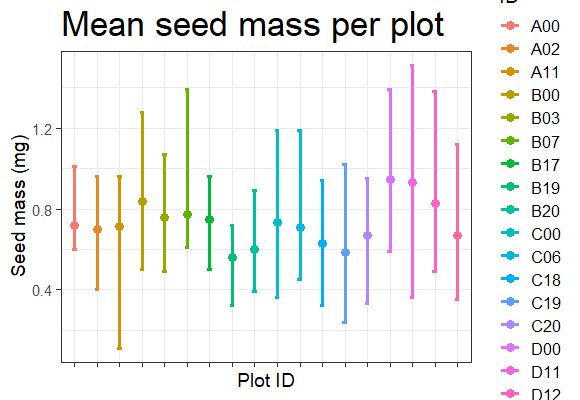 Mean seed mass per plot
ID
A00
A02
A11
B00
B03
B07
B17
B19
B20
C00
C06
C18
C19
C20
D00
D11
D12
1.2
0.8
0.4
Seed mass (mg)
Plot ID